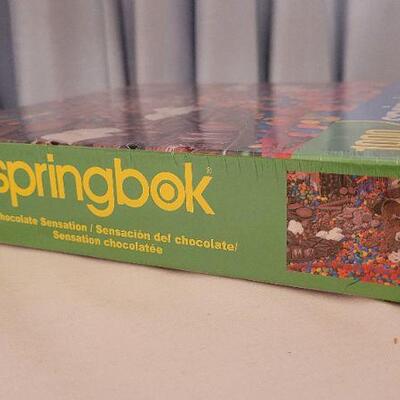 springbok®
Chocolate Sensation / Sensación del chocolate/
Sensation chocolatée